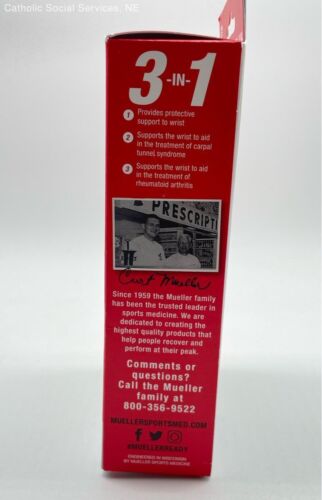 Catholic Social Services, NE
3-IN-1
1 Provides protective
support to wrist
2 Supports the wrist to aid
in the treatment of carpal
tunnel syndrome
3 Supports the wrist to aid
in the treatment of
rheumatoid arthritis
PRESCRIPTI
Curt Mueller
Since 1959 the Mueller family
has been the trusted leader in
sports medicine. We are
dedicated to creating the
highest quality products that
help people recover and
perform at their peak.
Comments or
questions?
Call the Mueller
family at
800-356-9522
MUELLERSPORTSMED.COM
#MUELLERREADY
ENGINEERED IN WISCONSIN
BY MUELLER SPORTS MEDICINE